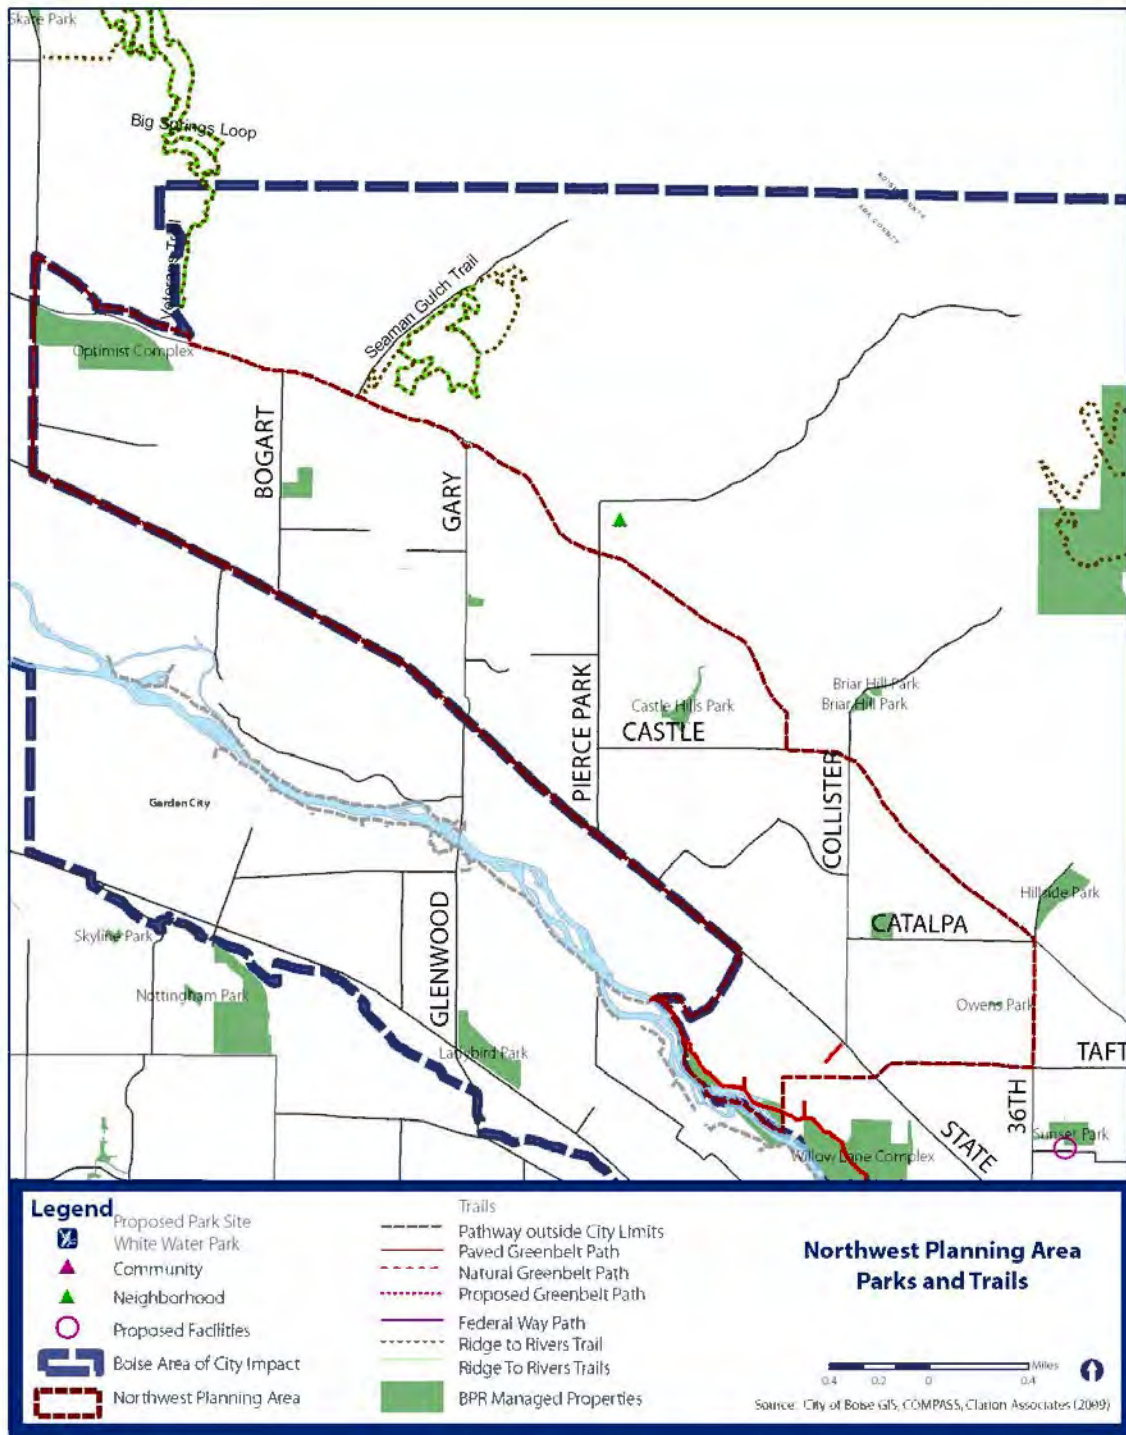 Skate Park
Big Springs Loop
BOISE COUNTY
ADA COUNTY
Veterans Trail
Seaman Gulch Trail
Optimist Complex
BOGART
GARY
PIERCE PARK
Castle Hills Park
CASTLE
Briar Hill Park
Briar Hill Park
COLLISTER
Garden City
Hillside Park
CATALPA
GLENWOOD
Skyline Park
Nottingham Park
Owens Park
Ladybird Park
TAFT
36TH
STATE
Sunset Park
Willow Lane Complex
Legend
Proposed Park Site
White Water Park
Community
Neighborhood
Proposed Facilities
Boise Area of City Impact
Northwest Planning Area
Trails
Pathway outside City Limits
Paved Greenbelt Path
Natural Greenbelt Path
Proposed Greenbelt Path
Federal Way Path
Ridge to Rivers Trail
Ridge To Rivers Trails
BPR Managed Properties
Northwest Planning Area
Parks and Trails
Miles
0.4 0.2 0 0.4
Source: City of Boise GIS, COMPASS, Clarion Associates (2009)